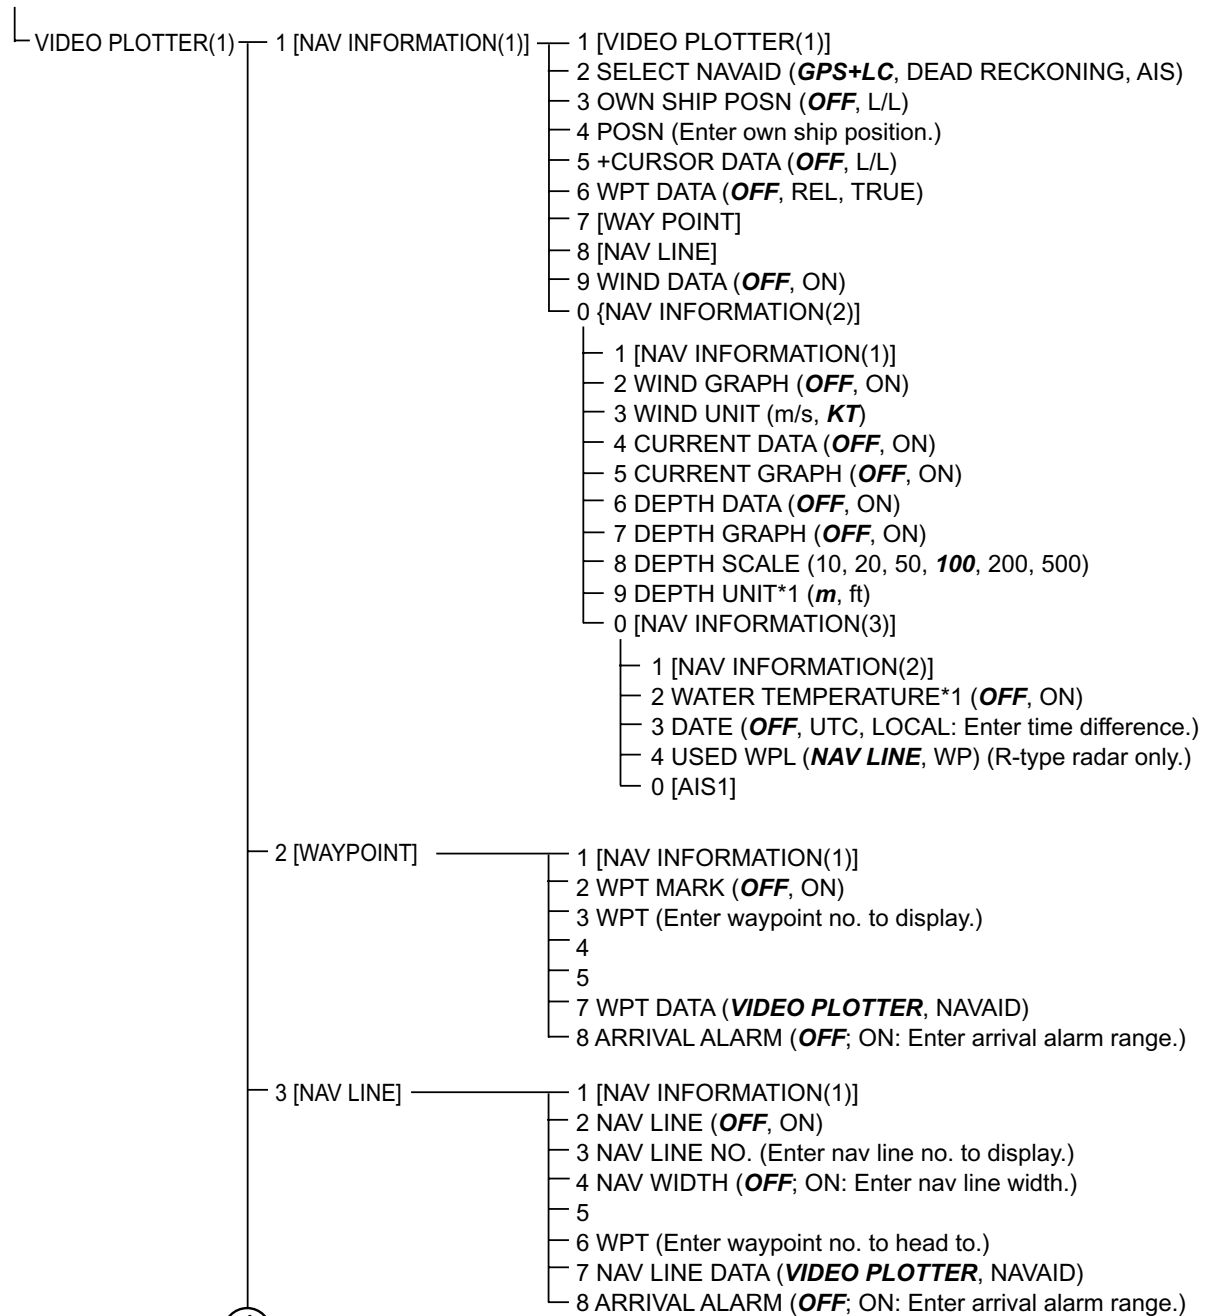 VIDEO PLOTTER(1)
1 [NAV INFORMATION(1)]
1 [VIDEO PLOTTER(1)]
2 SELECT NAVAID (GPS+LC, DEAD RECKONING, AIS)
3 OWN SHIP POSN (OFF, L/L)
4 POSN (Enter own ship position.)
5 +CURSOR DATA (OFF, L/L)
6 WPT DATA (OFF, REL, TRUE)
7 [WAY POINT]
8 [NAV LINE]
9 WIND DATA (OFF, ON)
0 {NAV INFORMATION(2)]
1 [NAV INFORMATION(1)]
2 WIND GRAPH (OFF, ON)
3 WIND UNIT (m/s, KT)
4 CURRENT DATA (OFF, ON)
5 CURRENT GRAPH (OFF, ON)
6 DEPTH DATA (OFF, ON)
7 DEPTH GRAPH (OFF, ON)
8 DEPTH SCALE (10, 20, 50, 100, 200, 500)
9 DEPTH UNIT*1 (m, ft)
0 [NAV INFORMATION(3)]
1 [NAV INFORMATION(2)]
2 WATER TEMPERATURE*1 (OFF, ON)
3 DATE (OFF, UTC, LOCAL: Enter time difference.)
4 USED WPL (NAV LINE, WP) (R-type radar only.)
0 [AIS1]
2 [WAYPOINT]
1 [NAV INFORMATION(1)]
2 WPT MARK (OFF, ON)
3 WPT (Enter waypoint no. to display.)
4
5
7 WPT DATA (VIDEO PLOTTER, NAVAID)
8 ARRIVAL ALARM (OFF; ON: Enter arrival alarm range.)
3 [NAV LINE]
1 [NAV INFORMATION(1)]
2 NAV LINE (OFF, ON)
3 NAV LINE NO. (Enter nav line no. to display.)
4 NAV WIDTH (OFF; ON: Enter nav line width.)
5
6 WPT (Enter waypoint no. to head to.)
7 NAV LINE DATA (VIDEO PLOTTER, NAVAID)
8 ARRIVAL ALARM (OFF; ON: Enter arrival alarm range.)